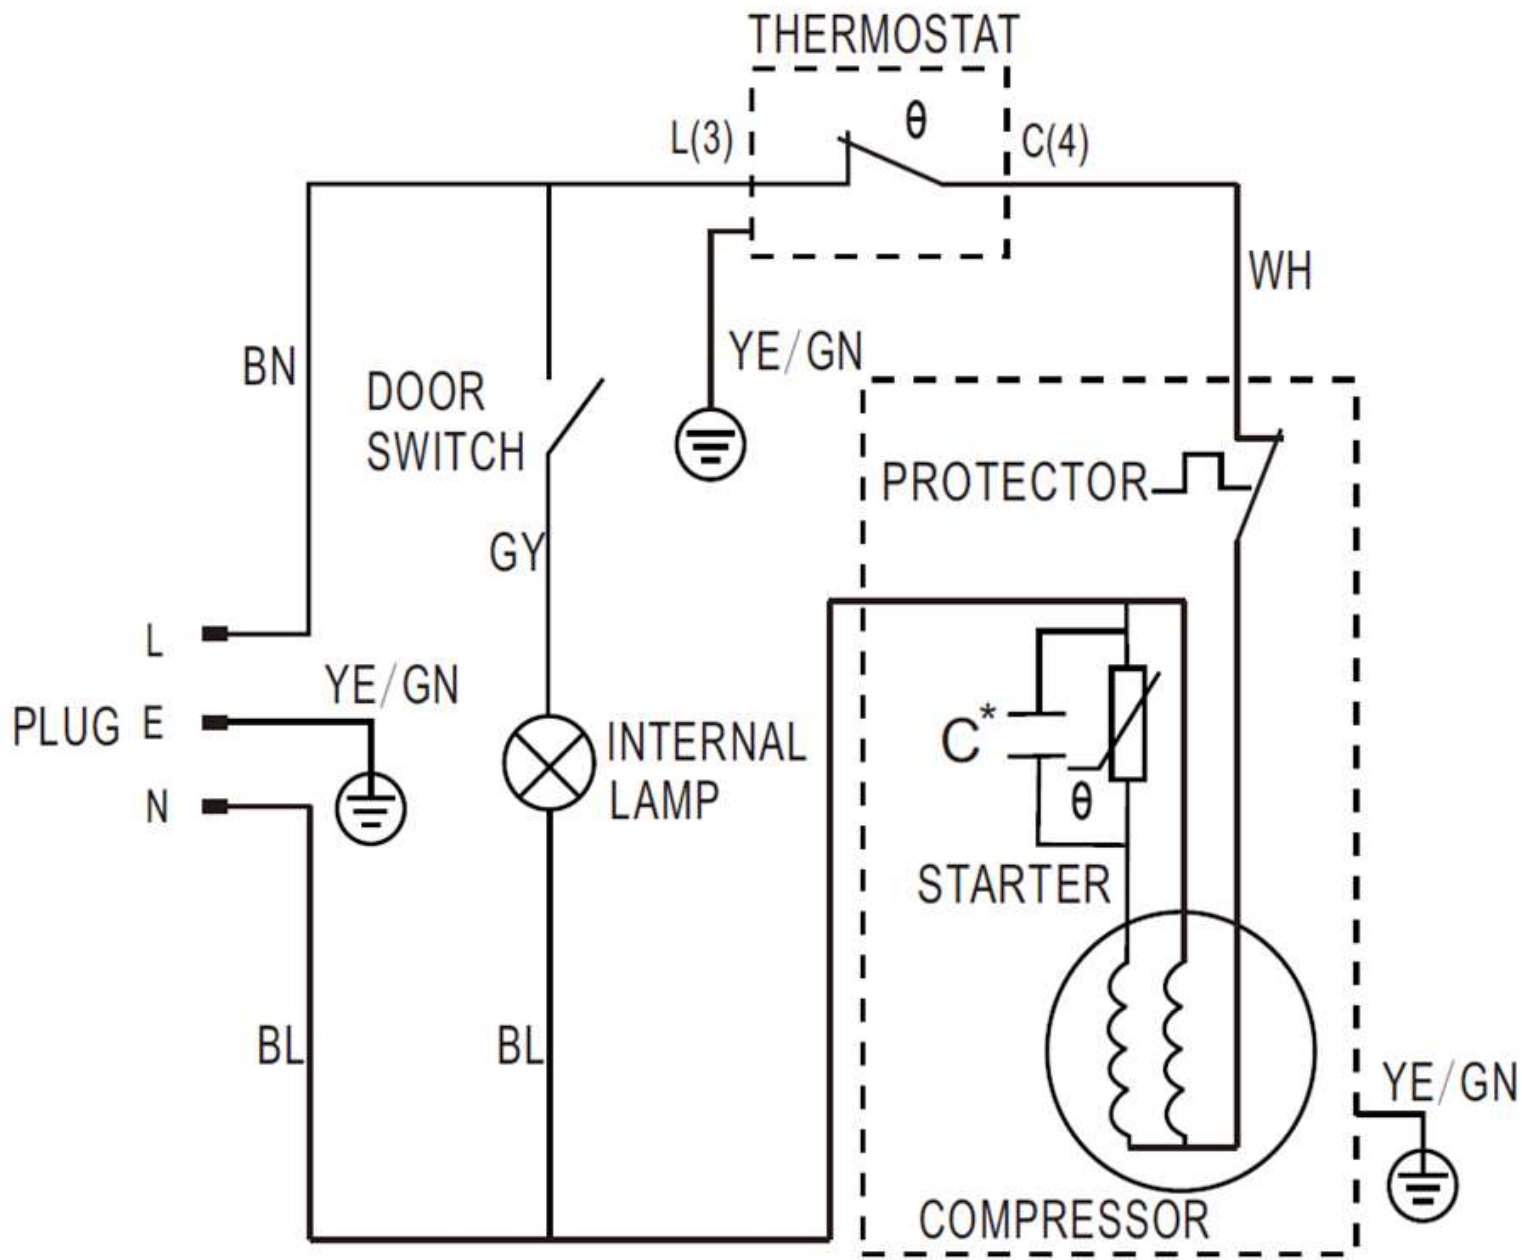 THERMOSTAT
θ
L(3)
C(4)
WH
BN
DOOR
SWITCH
YE/GN
PROTECTOR
GY
L
YE/GN
PLUG E
N
INTERNAL
LAMP
C*
θ
STARTER
BL
BL
YE/GN
COMPRESSOR